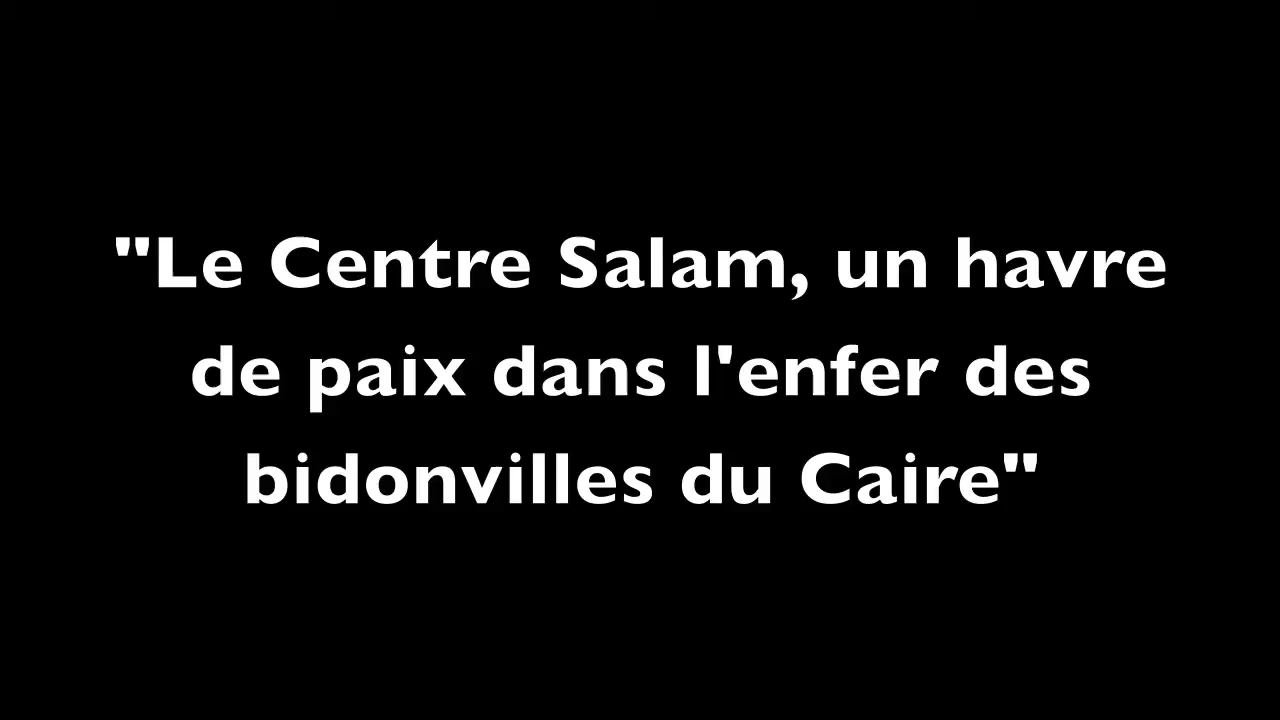 "Le Centre Salam, un havre
de paix dans l'enfer des
bidonvilles du Caire"